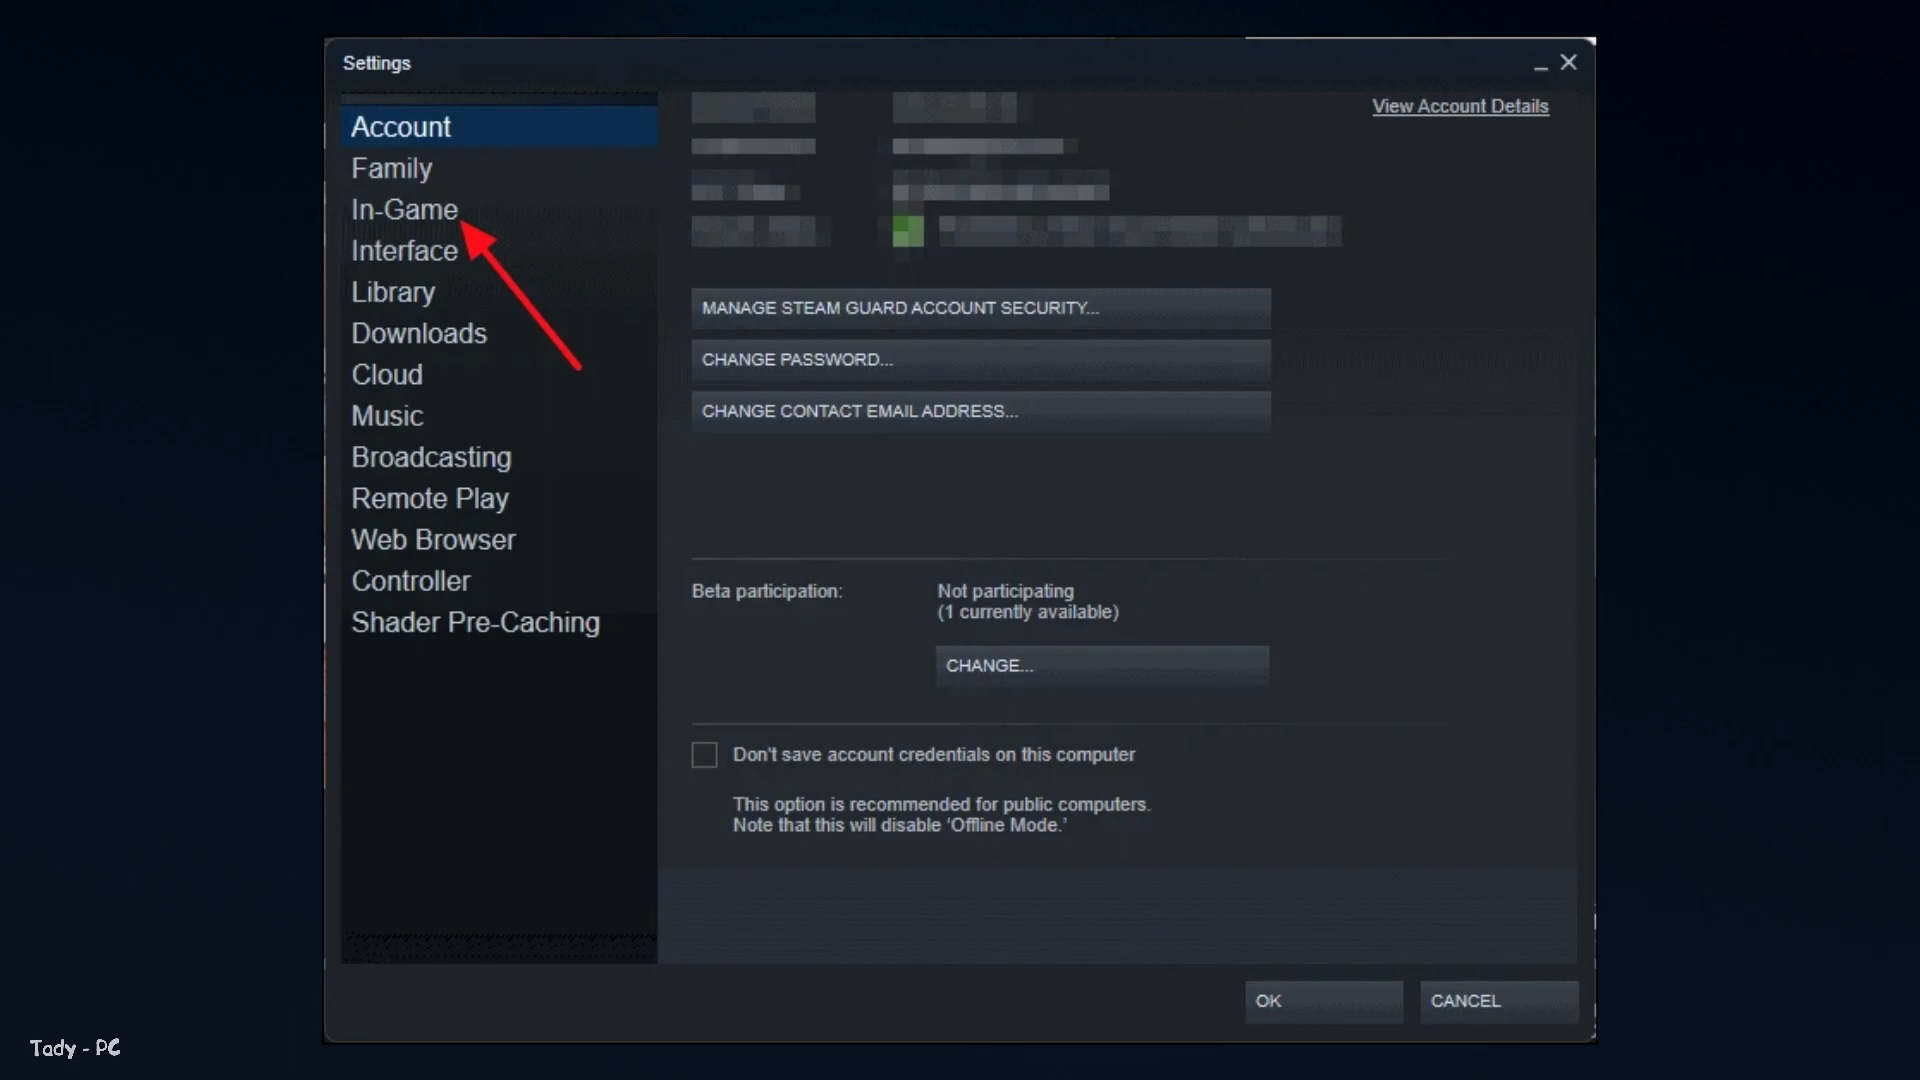 Settings
View Account Details
Account
Family
In-Game
Interface
Library
Downloads
Cloud
Music
Broadcasting
Remote Play
Web Browser
Controller
Shader Pre-Caching
MANAGE STEAM GUARD ACCOUNT SECURITY...
CHANGE PASSWORD...
CHANGE CONTACT EMAIL ADDRESS...
Beta participation:
Not participating
(1 currently available)
CHANGE...
Don't save account credentials on this computer
This option is recommended for public computers.
Note that this will disable ‘Offline Mode.’
OK
CANCEL
Tady - PC